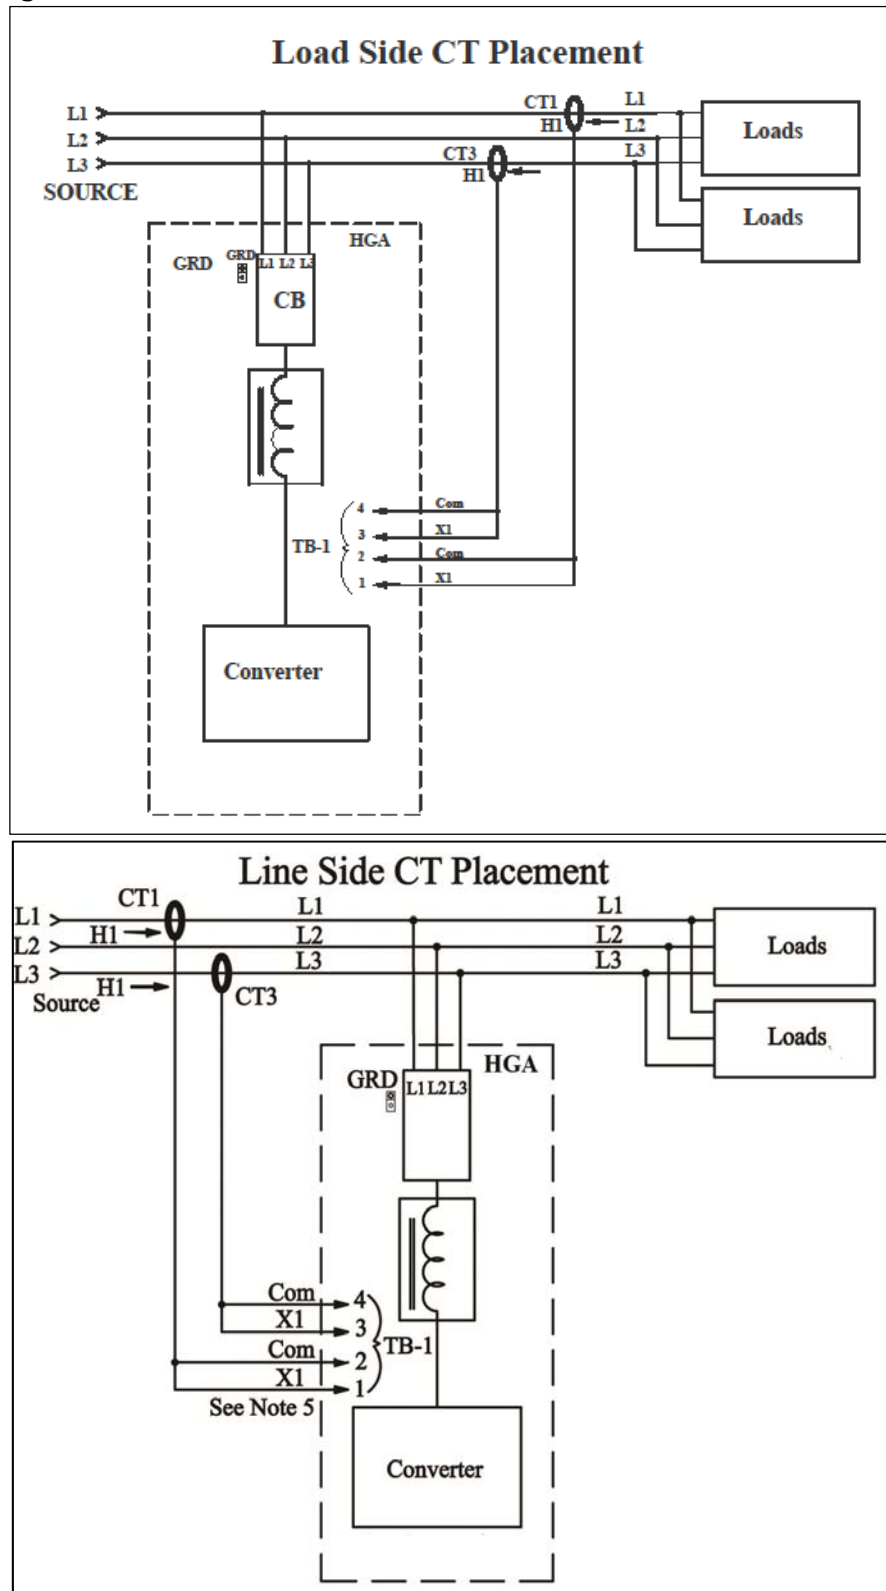 Load Side CT Placement
L1
CT1
L1
H1
L2
L2
CT3
L3
L3
H1
SOURCE
Loads
Loads
HGA
GRD
GRD
L1 L2 L3
CB
4
Com
3
X1
TB-1
2
Com
1
X1
Converter
Line Side CT Placement
CT1
L1
L1
L1
H1
L2
L2
L2
L3
L3
L3
H1
Source
CT3
Loads
Loads
HGA
GRD
L1 L2 L3
Com
4
X1
3
TB-1
Com
2
X1
1
See Note 5
Converter